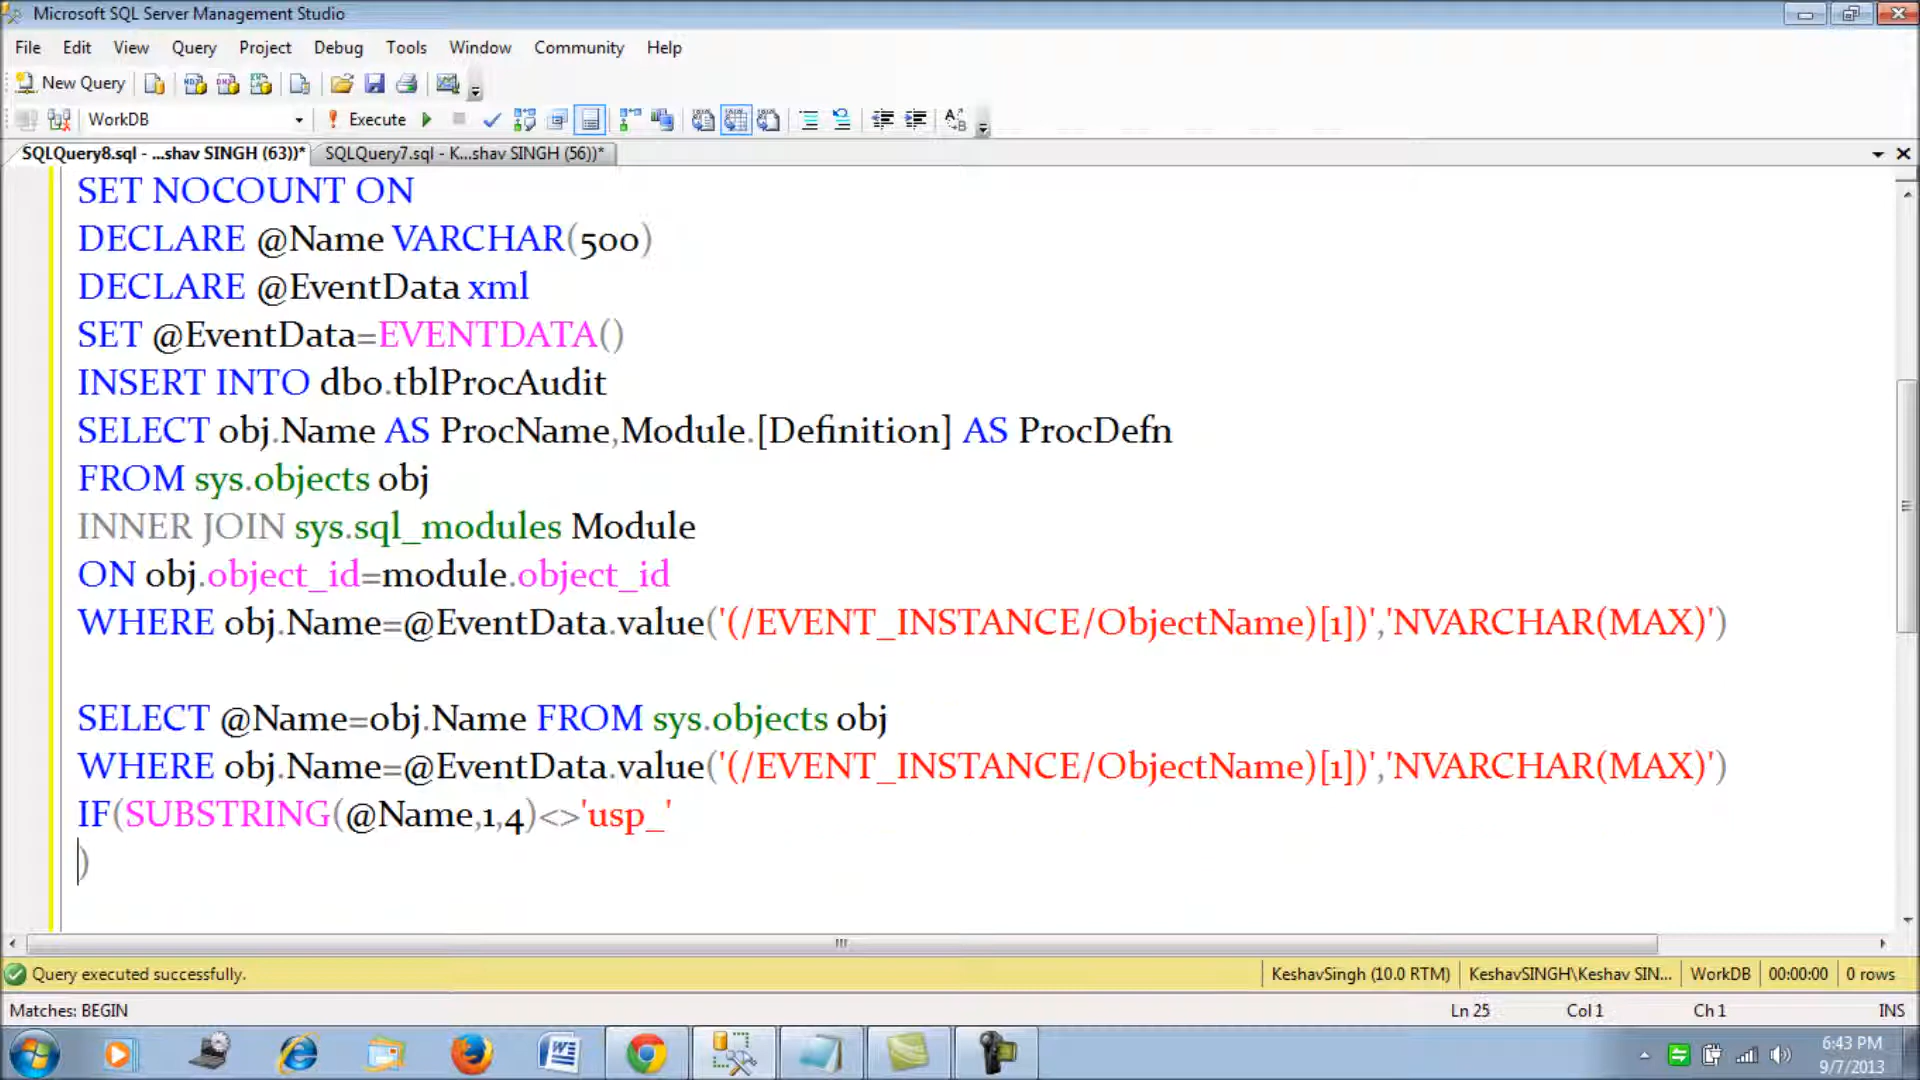 Microsoft SQL Server Management Studio
File Edit View Query Project Debug Tools Window Community Help
New Query
WorkDB Execute
SQLQuery8.sql - ...shav SINGH (63))* SQLQuery7.sql - K...shav SINGH (56))*
SET NOCOUNT ON
DECLARE @Name VARCHAR(500)
DECLARE @EventData xml
SET @EventData=EVENTDATA()
INSERT INTO dbo.tblProcAudit
SELECT obj.Name AS ProcName,Module.[Definition] AS ProcDefn
FROM sys.objects obj
INNER JOIN sys.sql_modules Module
ON obj.object_id=module.object_id
WHERE obj.Name=@EventData.value('(/EVENT_INSTANCE/ObjectName)[1])','NVARCHAR(MAX)')
SELECT @Name=obj.Name FROM sys.objects obj
WHERE obj.Name=@EventData.value('(/EVENT_INSTANCE/ObjectName)[1])','NVARCHAR(MAX)')
IF(SUBSTRING(@Name,1,4)<>'usp_'
)
Query executed successfully. KeshavSingh (10.0 RTM) KeshavSINGH\Keshav SIN... WorkDB 00:00:00 0 rows
Matches: BEGIN Ln 25 Col 1 Ch 1 INS
6:43 PM
9/7/2013